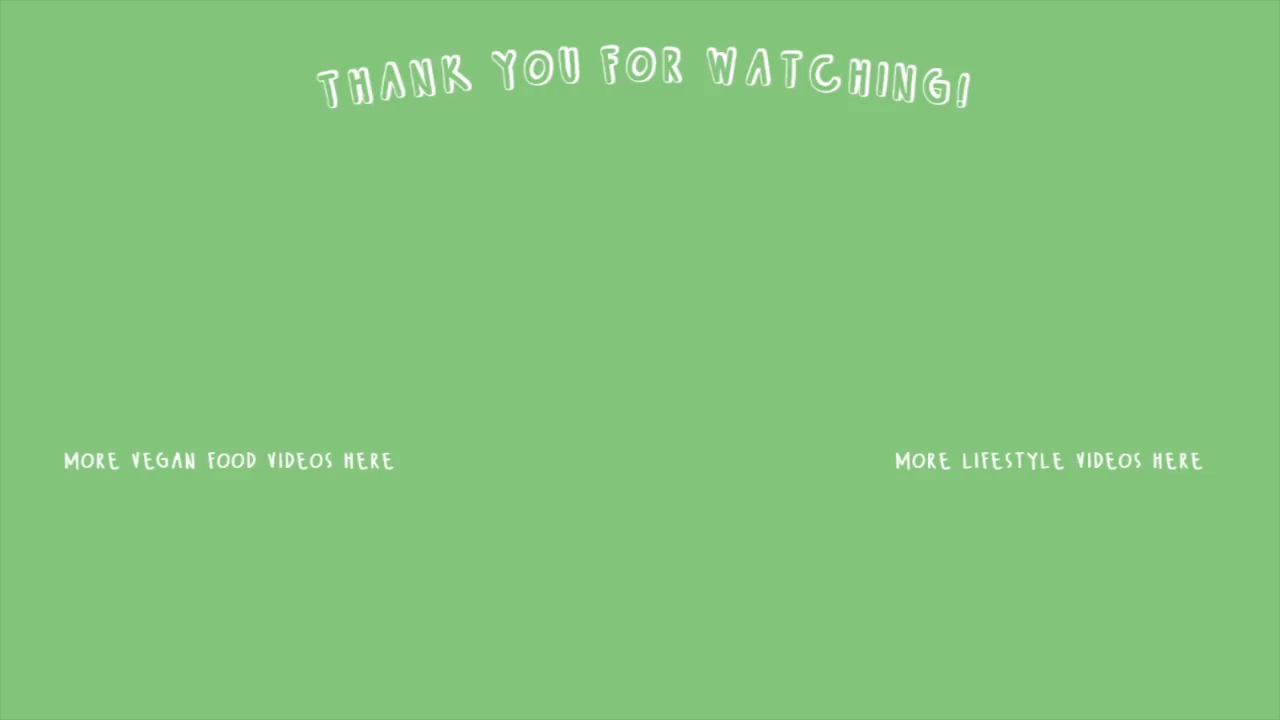 THANK YOU FOR WATCHING!
MORE VEGAN FOOD VIDEOS HERE
MORE LIFESTYLE VIDEOS HERE